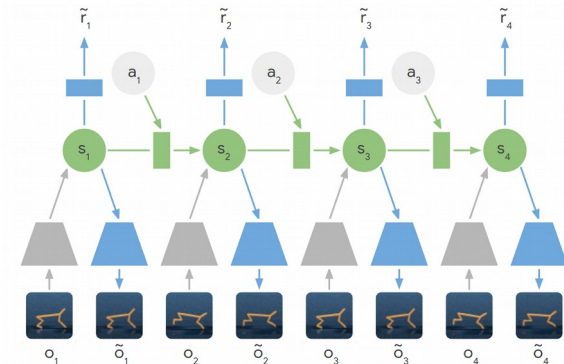 r̃₁ r̃₂ r̃₃ r̃₄
a₁ a₂ a₃
s₁ s₂ s₃ s₄
o₁ õ₁ o₂ õ₂ o₃ õ₃ o₄ õ₄